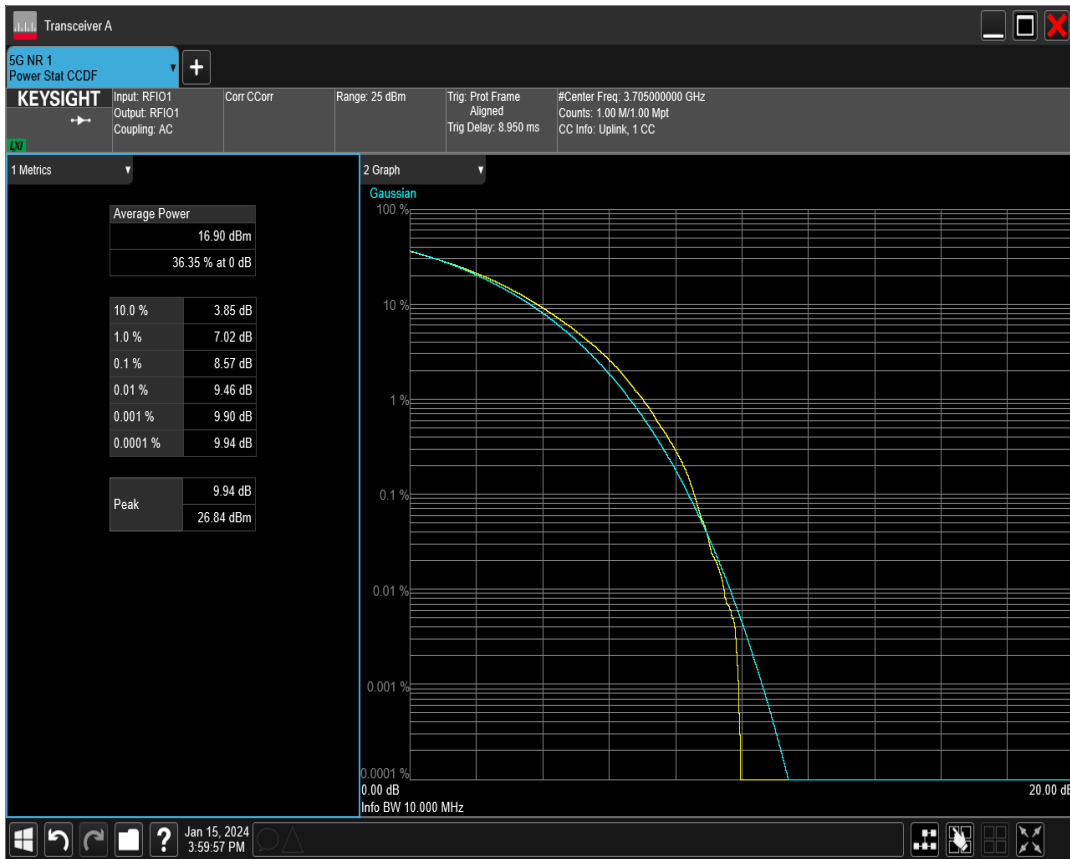 Transceiver A
5G NR 1
Power Stat CCDF
+
KEYSIGHT
LXI
Input: RFIO1
Output: RFIO1
Coupling: AC
Corr CCorr
Range: 25 dBm
Trig: Prot Frame
Aligned
Trig Delay: 8.950 ms
#Center Freq: 3.705000000 GHz
Counts: 1.00 M/1.00 Mpt
CC Info: Uplink, 1 CC
1 Metrics
Average Power
16.90 dBm
36.35 % at 0 dB
10.0 % 3.85 dB
1.0 % 7.02 dB
0.1 % 8.57 dB
0.01 % 9.46 dB
0.001 % 9.90 dB
0.0001 % 9.94 dB
Peak
9.94 dB
26.84 dBm
2 Graph
Gaussian
100 %
10 %
1 %
0.1 %
0.01 %
0.001 %
0.0001 %
0.00 dB 20.00 dB
Info BW 10.000 MHz
?
Jan 15, 2024
3:59:57 PM